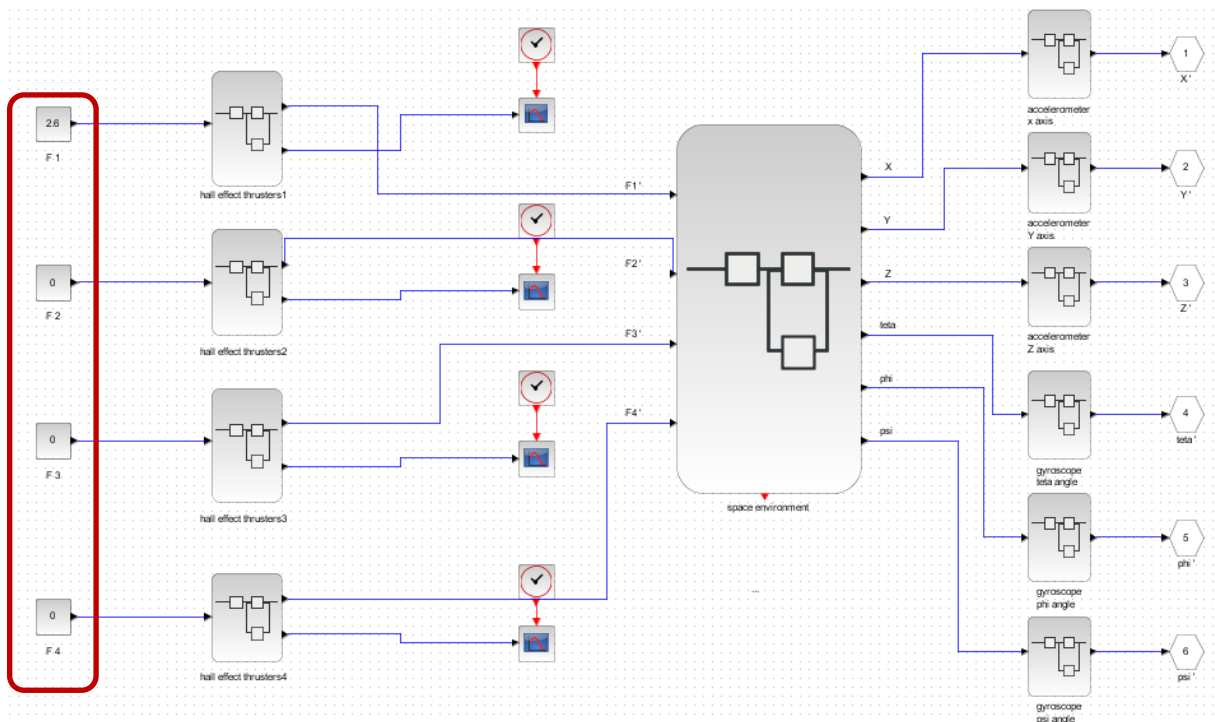 2.6
F 1
hall effect thrusters1
0
F 2
hall effect thrusters2
0
F 3
hall effect thrusters3
0
F 4
hall effect thrusters4
F1 '
F2 '
F3 '
F4 '
space environment
...
X
Y
Z
teta
phi
psi
accelerometer
x axis
1
X '
accelerometer
Y axis
2
Y '
accelerometer
Z axis
3
Z '
gyroscope
teta angle
4
teta '
gyroscope
phi angle
5
phi '
gyroscope
psi angle
6
psi '